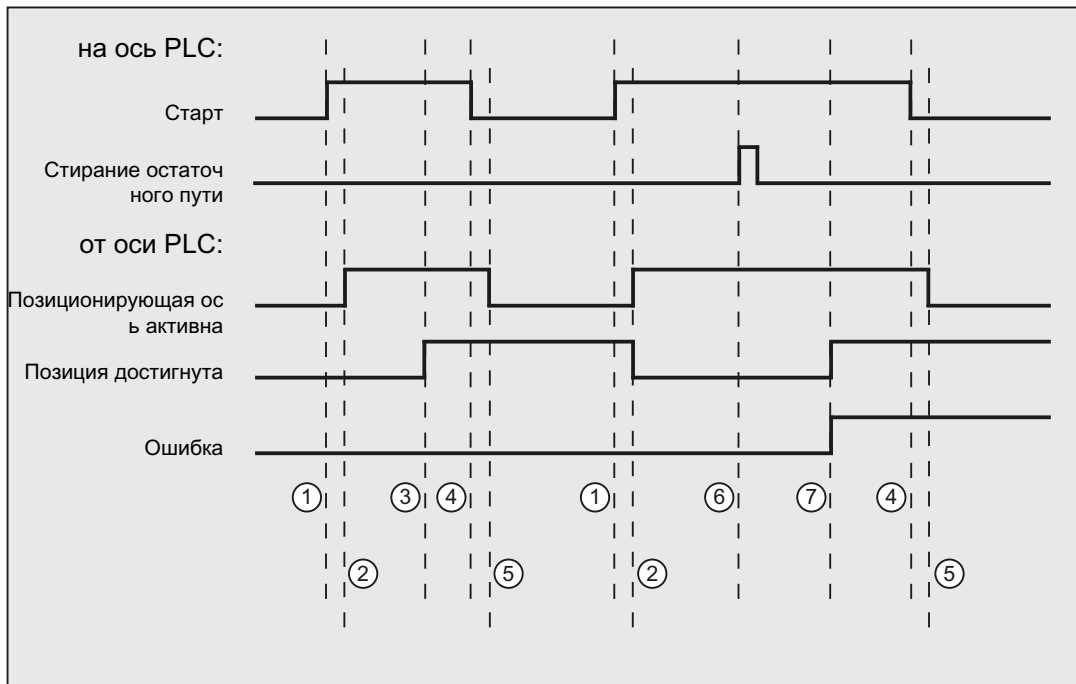 на ось PLC:
Старт
Стирание остаточ
ного пути
от оси PLC:
Позиционирующая ос
ь активна
Позиция достигнута
Ошибка
1 3 4 1 6 7 4
2 5 2 5